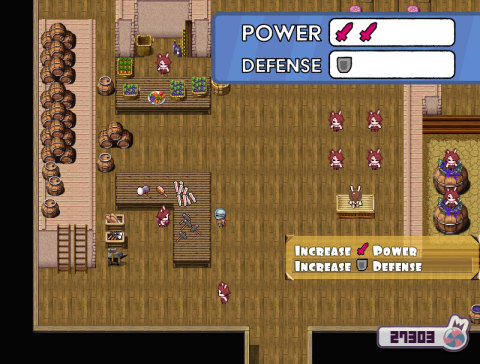 POWER
DEFENSE
INCREASE POWER
INCREASE DEFENSE
27303